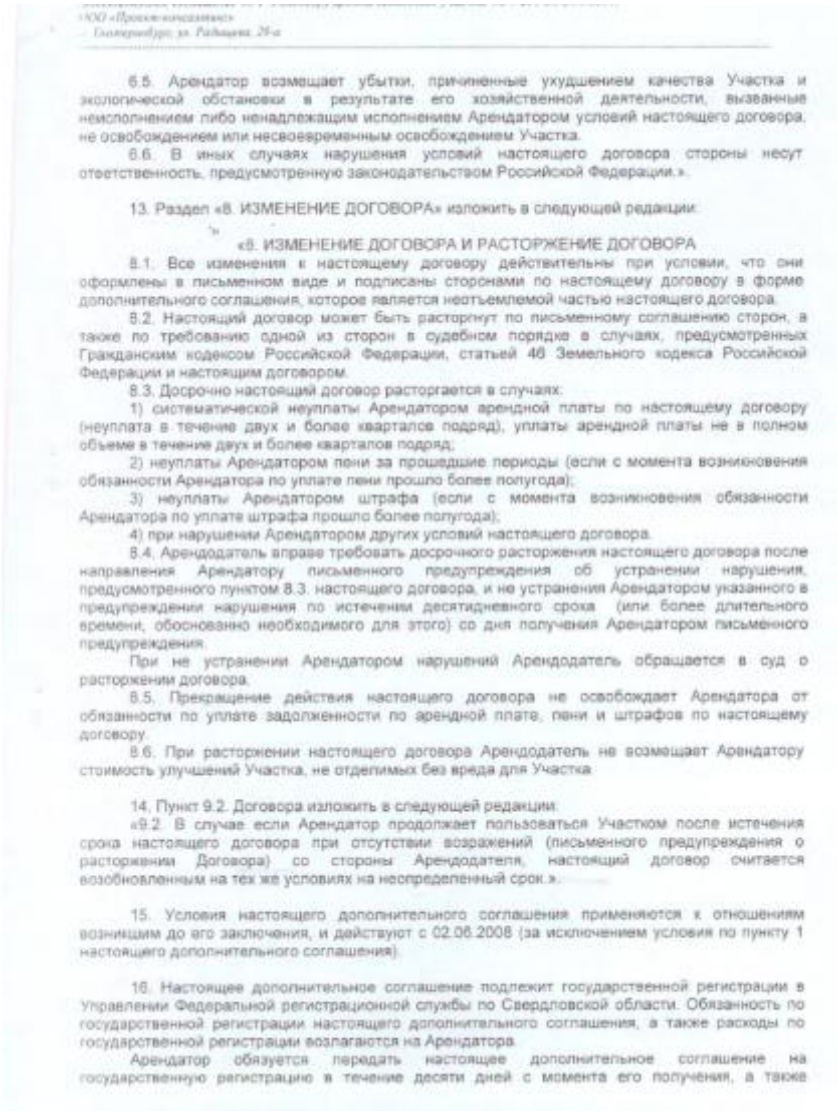 ООО «Проект-консалтинг»
Екатеринбург, ул. Радищева, 28-а
6.5. Арендатор возмещает убытки, причиненные ухудшением качества Участка и
экологической обстановки в результате его хозяйственной деятельности, вызванные
неисполнением либо ненадлежащим исполнением Арендатором условий настоящего договора,
не освобождением или несвоевременным освобождением Участка.
6.6. В иных случаях нарушения условий настоящего договора стороны несут
ответственность, предусмотренную законодательством Российской Федерации.».
13. Раздел «8. ИЗМЕНЕНИЕ ДОГОВОРА» изложить в следующей редакции:
«8. ИЗМЕНЕНИЕ ДОГОВОРА И РАСТОРЖЕНИЕ ДОГОВОРА
8.1. Все изменения к настоящему договору действительны при условии, что они
оформлены в письменном виде и подписаны сторонами по настоящему договору в форме
дополнительного соглашения, которое является неотъемлемой частью настоящего договора.
8.2. Настоящий договор может быть расторгнут по письменному соглашению сторон, а
также по требованию одной из сторон в судебном порядке в случаях, предусмотренных
Гражданским кодексом Российской Федерации, статьей 46 Земельного кодекса Российской
Федерации и настоящим договором.
8.3. Досрочно настоящий договор расторгается в случаях:
1) систематической неуплаты Арендатором арендной платы по настоящему договору
(неуплата в течение двух и более кварталов подряд), уплаты арендной платы не в полном
объеме в течение двух и более кварталов подряд;
2) неуплаты Арендатором пени за прошедшие периоды (если с момента возникновения
обязанности Арендатора по уплате пени прошло более полугода);
3) неуплаты Арендатором штрафа (если с момента возникновения обязанности
Арендатора по уплате штрафа прошло более полугода);
4) при нарушении Арендатором других условий настоящего договора.
8.4. Арендодатель вправе требовать досрочного расторжения настоящего договора после
направления Арендатору письменного предупреждения об устранении нарушения,
предусмотренного пунктом 8.3. настоящего договора, и не устранения Арендатором указанного в
предупреждении нарушения по истечении десятидневного срока (или более длительного
времени, обоснованно необходимого для этого) со дня получения Арендатором письменного
предупреждения.
При не устранении Арендатором нарушений Арендодатель обращается в суд о
расторжении договора.
8.5. Прекращение действия настоящего договора не освобождает Арендатора от
обязанности по уплате задолженности по арендной плате, пени и штрафов по настоящему
договору.
8.6. При расторжении настоящего договора Арендодатель не возмещает Арендатору
стоимость улучшений Участка, не отделимых без вреда для Участка.
14. Пункт 9.2. Договора изложить в следующей редакции:
«9.2. В случае если Арендатор продолжает пользоваться Участком после истечения
срока настоящего договора при отсутствии возражений (письменного предупреждения о
расторжении Договора) со стороны Арендодателя, настоящий договор считается
возобновленным на тех же условиях на неопределенный срок.».
15. Условия настоящего дополнительного соглашения применяются к отношениям
возникшим до его заключения, и действуют с 02.06.2008 (за исключением условия по пункту 1
настоящего дополнительного соглашения).
16. Настоящее дополнительное соглашение подлежит государственной регистрации в
Управлении Федеральной регистрационной службы по Свердловской области. Обязанность по
государственной регистрации настоящего дополнительного соглашения, а также расходы по
государственной регистрации возлагаются на Арендатора.
Арендатор обязуется передать настоящее дополнительное соглашение на
государственную регистрацию в течение десяти дней с момента его получения, а также